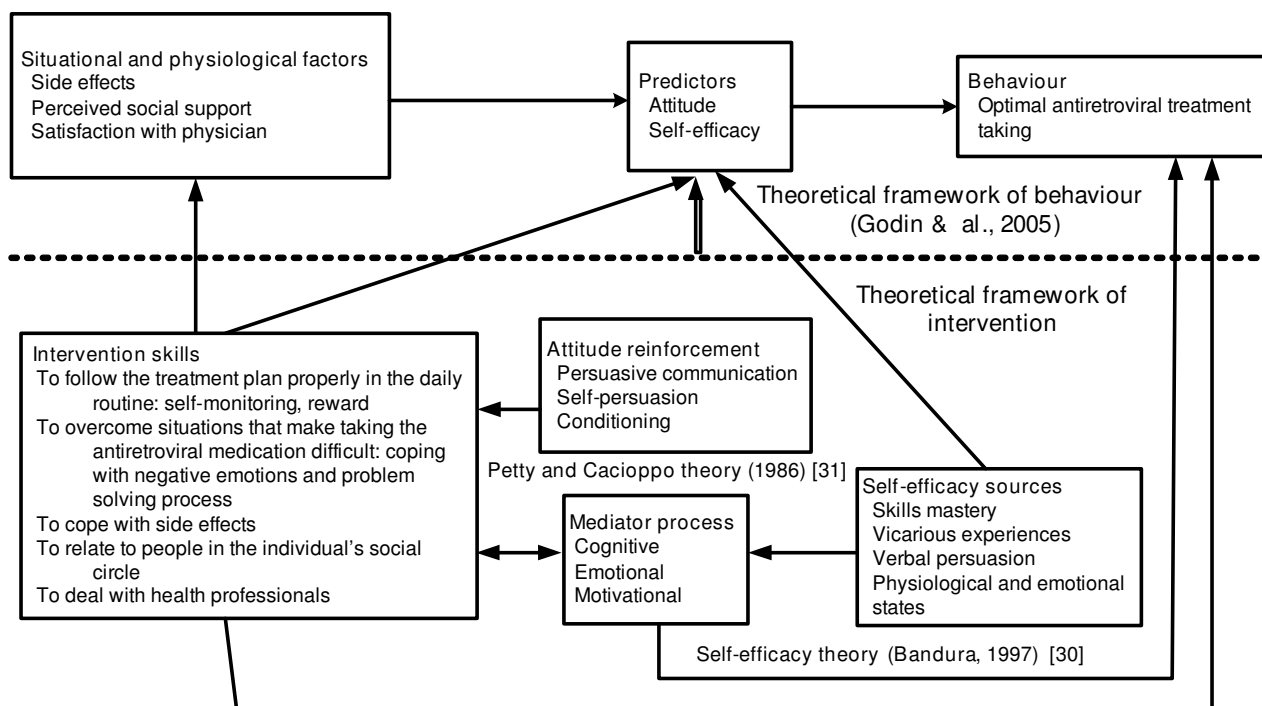 Situational and physiological factors
Side effects
Perceived social support
Satisfaction with physician
Predictors
Attitude
Self-efficacy
Behaviour
Optimal antiretroviral treatment
taking
Theoretical framework of behaviour
(Godin & al., 2005)
Theoretical framework of
intervention
Intervention skills
To follow the treatment plan properly in the daily
routine: self-monitoring, reward
To overcome situations that make taking the
antiretroviral medication difficult: coping
with negative emotions and problem
solving process
To cope with side effects
To relate to people in the individual's social
circle
To deal with health professionals
Attitude reinforcement
Persuasive communication
Self-persuasion
Conditioning
Petty and Cacioppo theory (1986) [31]
Mediator process
Cognitive
Emotional
Motivational
Self-efficacy sources
Skills mastery
Vicarious experiences
Verbal persuasion
Physiological and emotional
states
Self-efficacy theory (Bandura, 1997) [30]